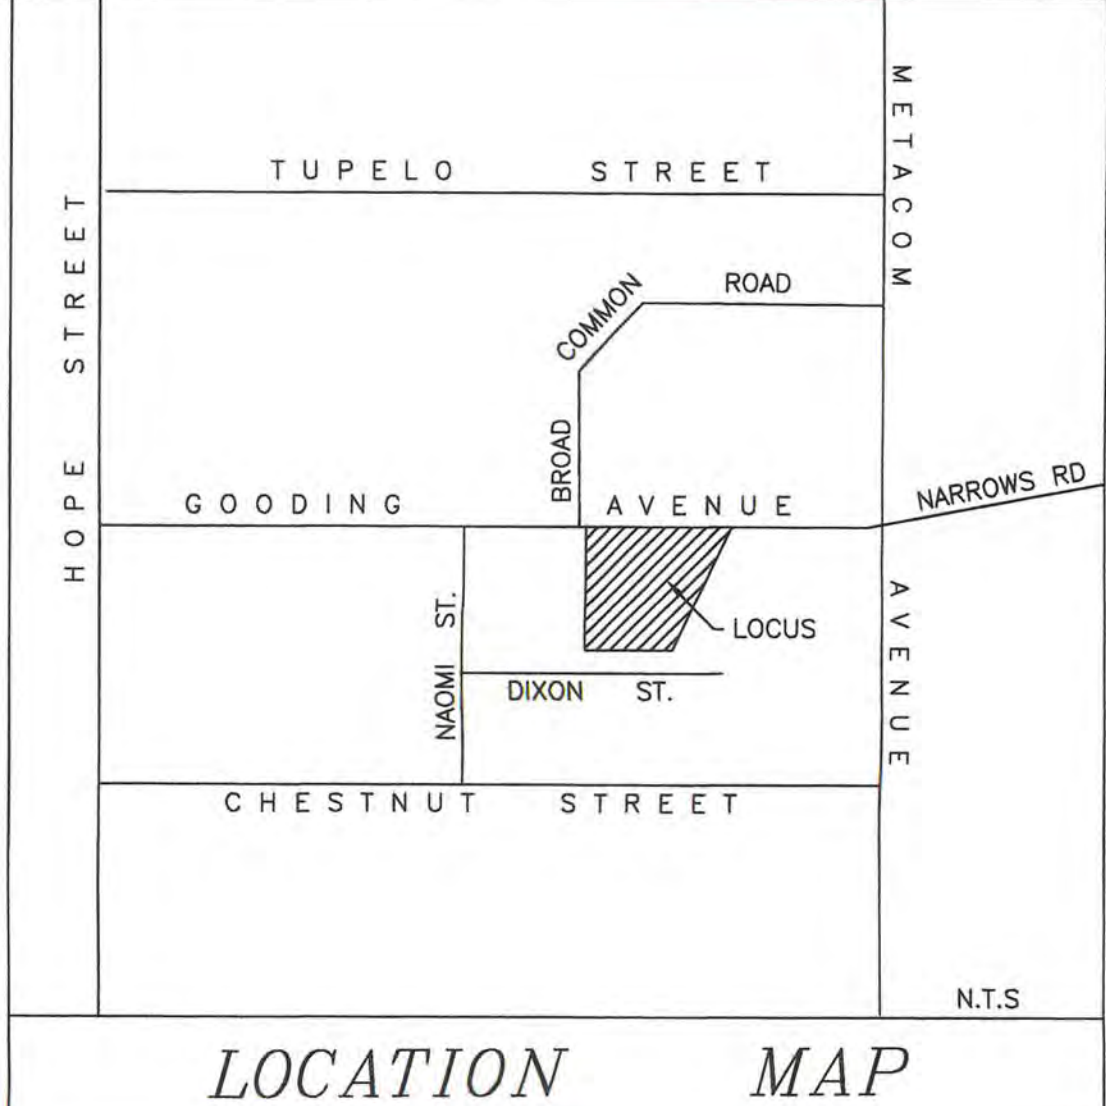 METACOM AVENUE
TUPELO STREET
HOPE STREET
BROAD COMMON ROAD
GOODING AVENUE
NARROWS RD
NAOMI ST.
LOCUS
DIXON ST.
CHESTNUT STREET
N.T.S
LOCATION MAP